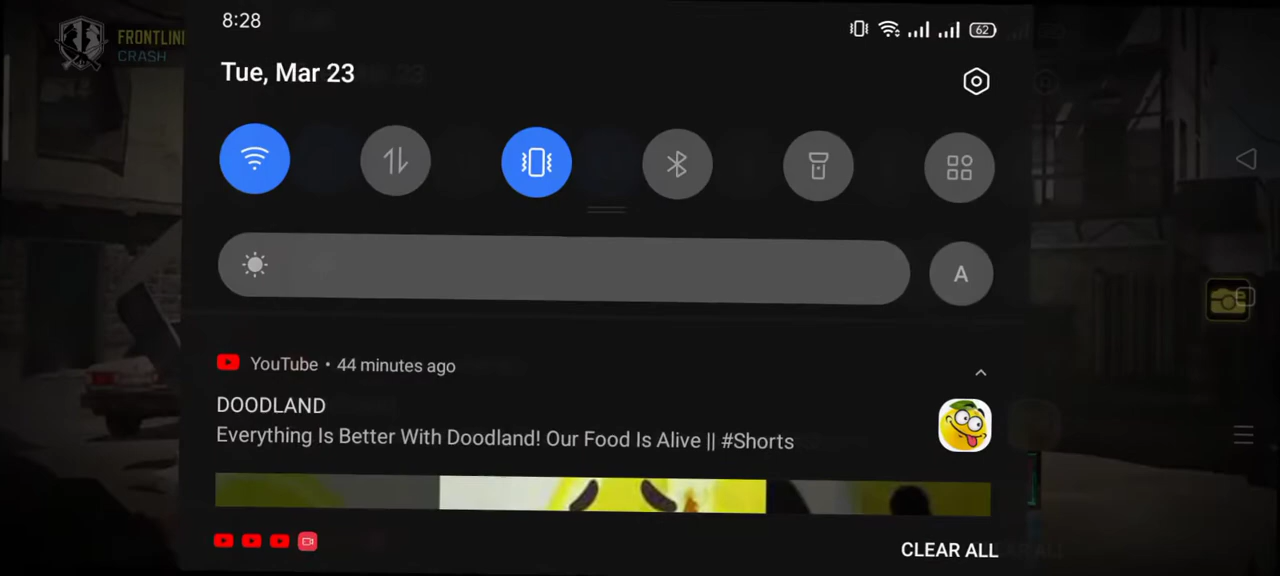 8:28
62
FRONTLINE
CRASH
Tue, Mar 23
A
YouTube • 44 minutes ago
DOODLAND
Everything Is Better With Doodland! Our Food Is Alive || #Shorts
CLEAR ALL